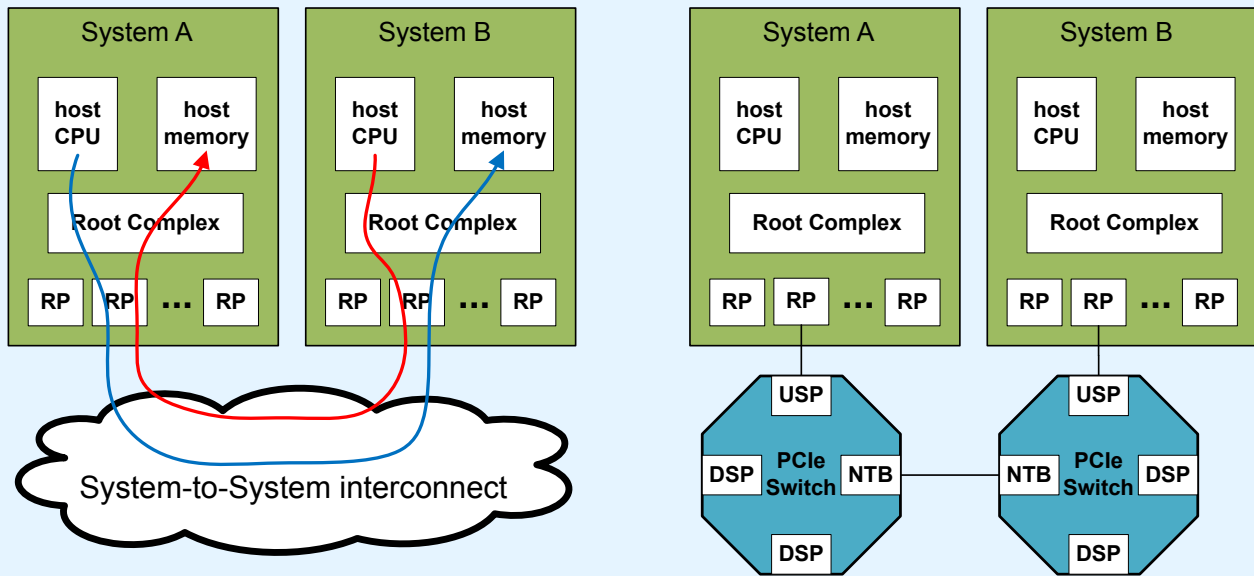 System A
host
CPU
host
memory
Root Complex
RP
RP
...
RP
System B
host
CPU
host
memory
Root Complex
RP
RP
...
RP
System-to-System interconnect
System A
host
CPU
host
memory
Root Complex
RP
RP
...
RP
System B
host
CPU
host
memory
Root Complex
RP
RP
...
RP
USP
DSP
PCIe
Switch
NTB
DSP
USP
NTB
PCIe
Switch
DSP
DSP